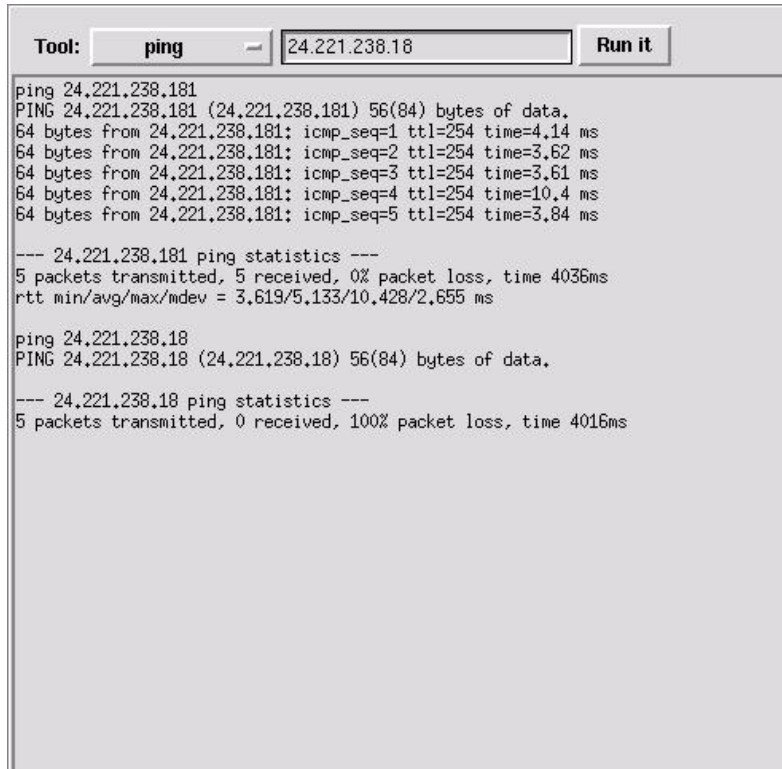 Tool: ping 24.221.238.18 Run it
ping 24.221.238.181
PING 24.221.238.181 (24.221.238.181) 56(84) bytes of data.
64 bytes from 24.221.238.181: icmp_seq=1 ttl=254 time=4.14 ms
64 bytes from 24.221.238.181: icmp_seq=2 ttl=254 time=3.62 ms
64 bytes from 24.221.238.181: icmp_seq=3 ttl=254 time=3.61 ms
64 bytes from 24.221.238.181: icmp_seq=4 ttl=254 time=10.4 ms
64 bytes from 24.221.238.181: icmp_seq=5 ttl=254 time=3.84 ms
--- 24.221.238.181 ping statistics ---
5 packets transmitted, 5 received, 0% packet loss, time 4036ms
rtt min/avg/max/mdev = 3.619/5.133/10.428/2.655 ms
ping 24.221.238.18
PING 24.221.238.18 (24.221.238.18) 56(84) bytes of data.
--- 24.221.238.18 ping statistics ---
5 packets transmitted, 0 received, 100% packet loss, time 4016ms